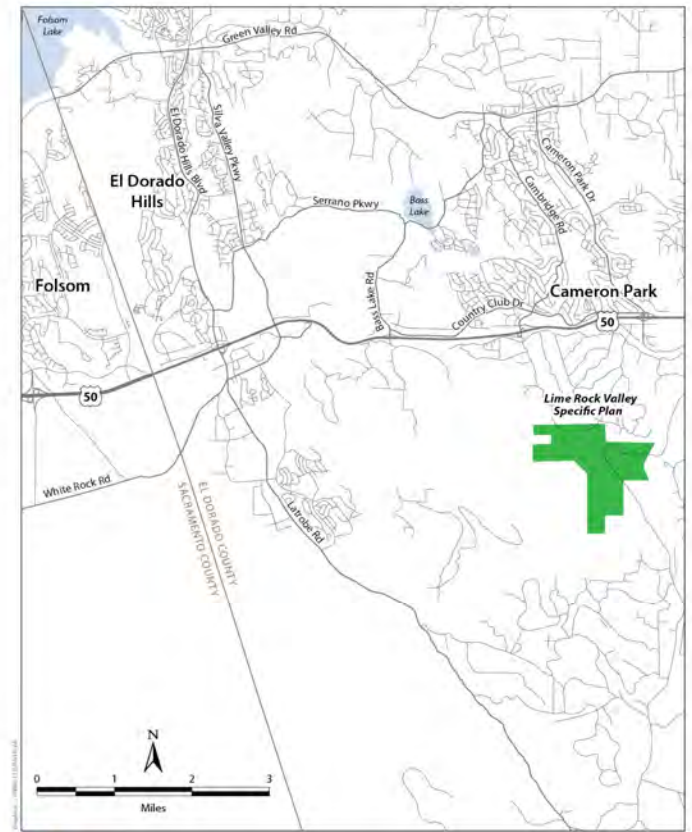 Folsom
Lake
Green Valley Rd
El Dorado Hills Blvd
Silva Valley Pkwy
El Dorado
Hills
Serrano Pkwy
Bass
Lake
Cameron Park Dr
Cambridge Rd
Folsom
Bass Lake Rd
Country Club Dr
Cameron Park
50
50
Lime Rock Valley
Specific Plan
White Rock Rd
EL DORADO COUNTY
SACRAMENTO COUNTY
Latrobe Rd
N
0 1 2 3
Miles